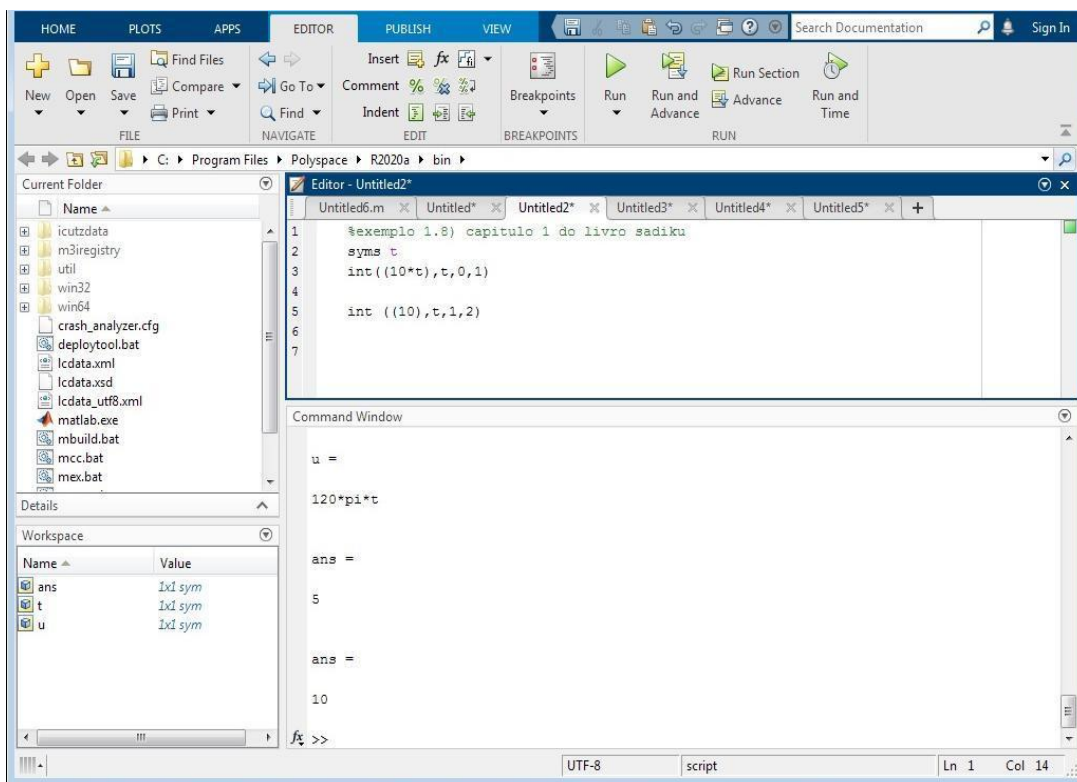 HOME PLOTS APPS EDITOR PUBLISH VIEW Search Documentation Sign In
New Open Save Find Files Compare Print
FILE
Go To Find
NAVIGATE
Insert fx
Comment % %
Indent
EDIT
Breakpoints
BREAKPOINTS
Run Run and Advance Run Section Advance Run and Time
RUN
C: Program Files Polyspace R2020a bin
Current Folder
Name
icutzdata
m3iregistry
util
win32
win64
crash_analyzer.cfg
deploytool.bat
lcdata.xml
lcdata.xsd
lcdata_utf8.xml
matlab.exe
mbuild.bat
mcc.bat
mex.bat
Details
Workspace
Name Value
ans 1x1 sym
t 1x1 sym
u 1x1 sym
Editor - Untitled2*
Untitled6.m Untitled* Untitled2* Untitled3* Untitled4* Untitled5* +
1 %exemplo 1.8) capitulo 1 do livro sadiku
2 syms t
3 int((10*t),t,0,1)
4
5 int ((10),t,1,2)
6
7
Command Window
u =
120*pi*t
ans =
5
ans =
10
fx >>
UTF-8 script Ln 1 Col 14